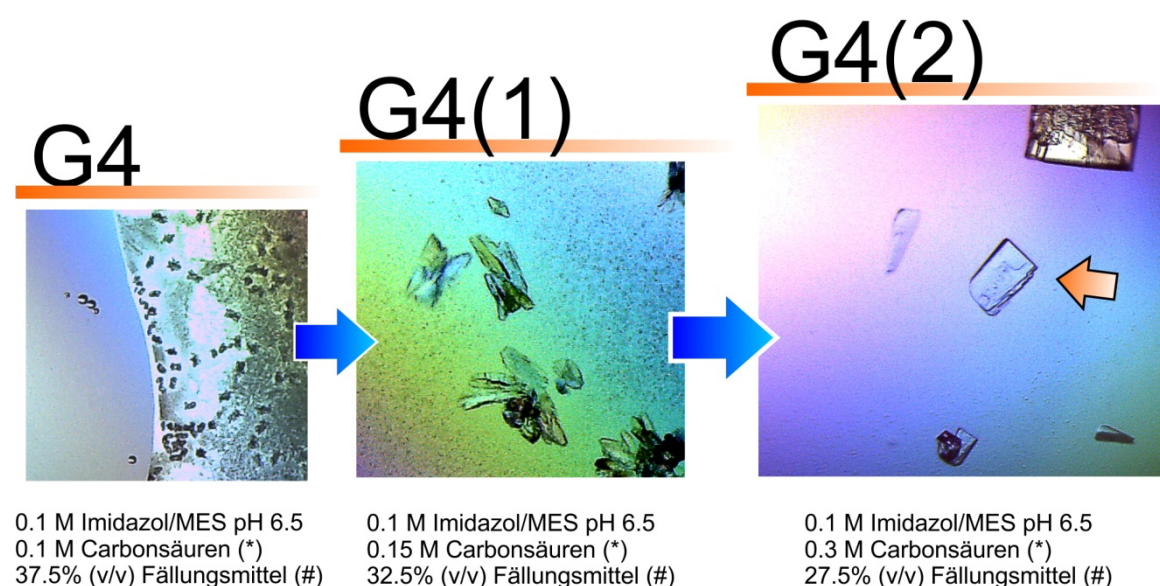 G4
G4(1)
G4(2)
0.1 M Imidazol/MES pH 6.5
0.1 M Carbonsäuren (*)
37.5% (v/v) Fällungsmittel (#)
0.1 M Imidazol/MES pH 6.5
0.15 M Carbonsäuren (*)
32.5% (v/v) Fällungsmittel (#)
0.1 M Imidazol/MES pH 6.5
0.3 M Carbonsäuren (*)
27.5% (v/v) Fällungsmittel (#)